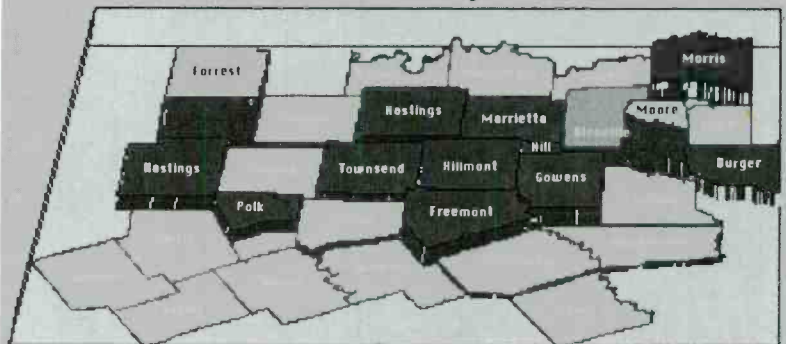 Morris
Forrest
Hastings
Marrietta
Moore
Hill
Hastings
Townsend
Hillmont
Gowens
Burger
Polk
Freemont